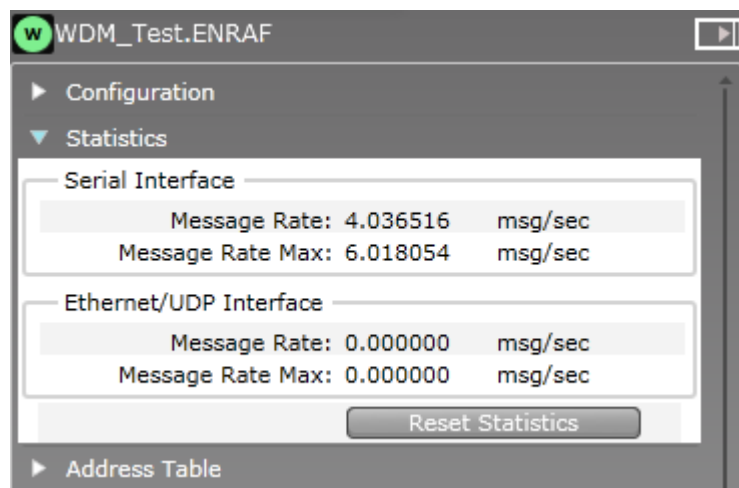 W WDM_Test.ENRAF
Configuration
Statistics
Serial Interface
Message Rate: 4.036516 msg/sec
Message Rate Max: 6.018054 msg/sec
Ethernet/UDP Interface
Message Rate: 0.000000 msg/sec
Message Rate Max: 0.000000 msg/sec
Reset Statistics
Address Table